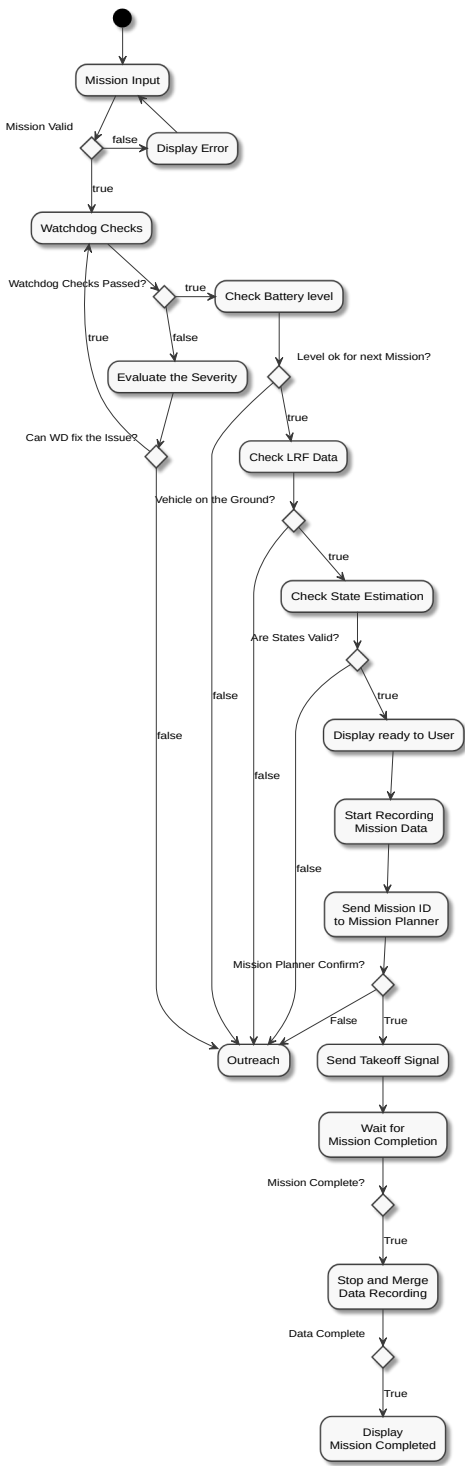 Mission Input
Mission Valid
false
Display Error
true
Watchdog Checks
Watchdog Checks Passed?
true
Check Battery level
true
false
Level ok for next Mission?
Evaluate the Severity
true
Can WD fix the Issue?
Check LRF Data
Vehicle on the Ground?
true
Check State Estimation
Are States Valid?
false
true
false
Display ready to User
false
Start Recording
Mission Data
false
Send Mission ID
to Mission Planner
Mission Planner Confirm?
False
True
Outreach
Send Takeoff Signal
Wait for
Mission Completion
Mission Complete?
True
Stop and Merge
Data Recording
Data Complete
True
Display
Mission Completed